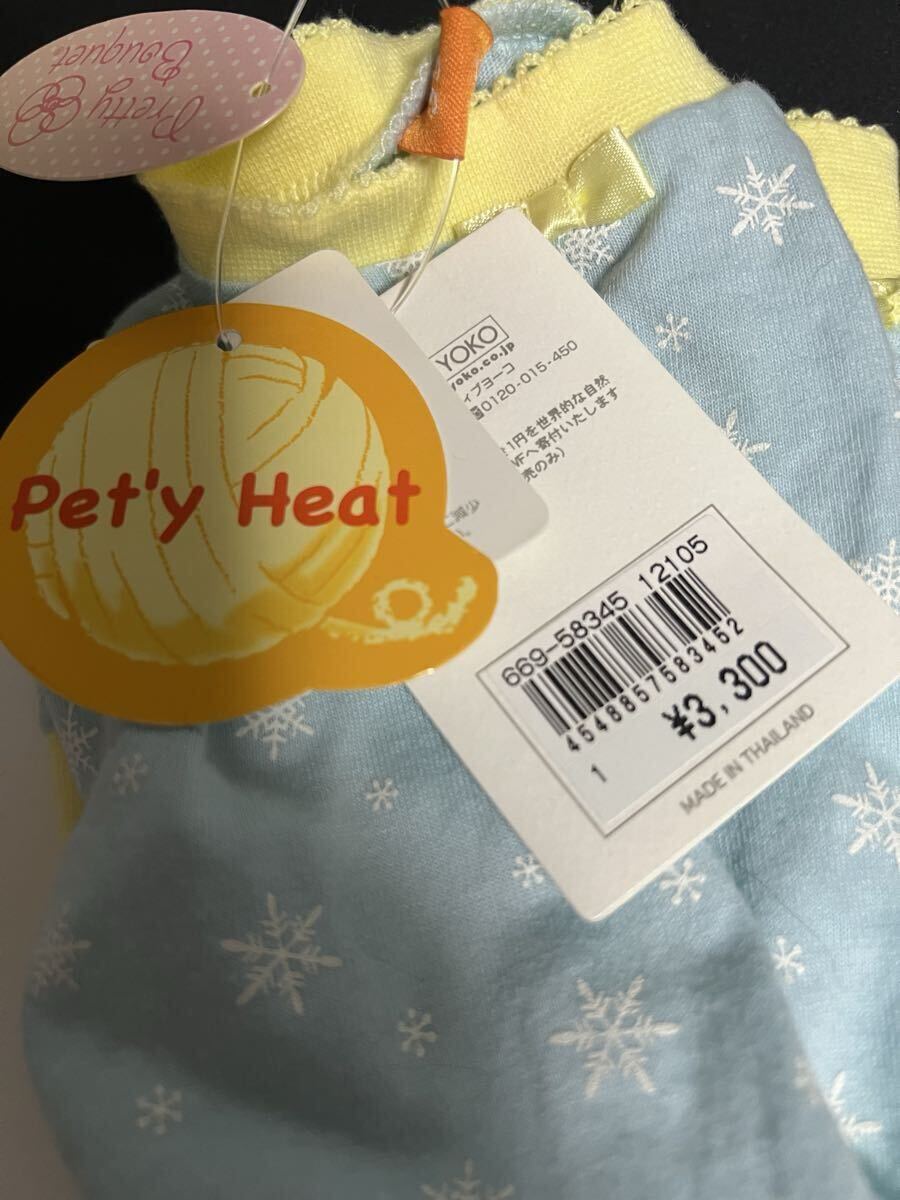 Pretty
Bouquet
Pet'y Heat
YOKO
yoko.co.jp
ィブヨーコ
0120-015-450
1円を世界的な自然
WFへ寄付いたします
売のみ)
減少
669-58345 12105
4548857583452
¥3,300
1
MADE IN THAILAND